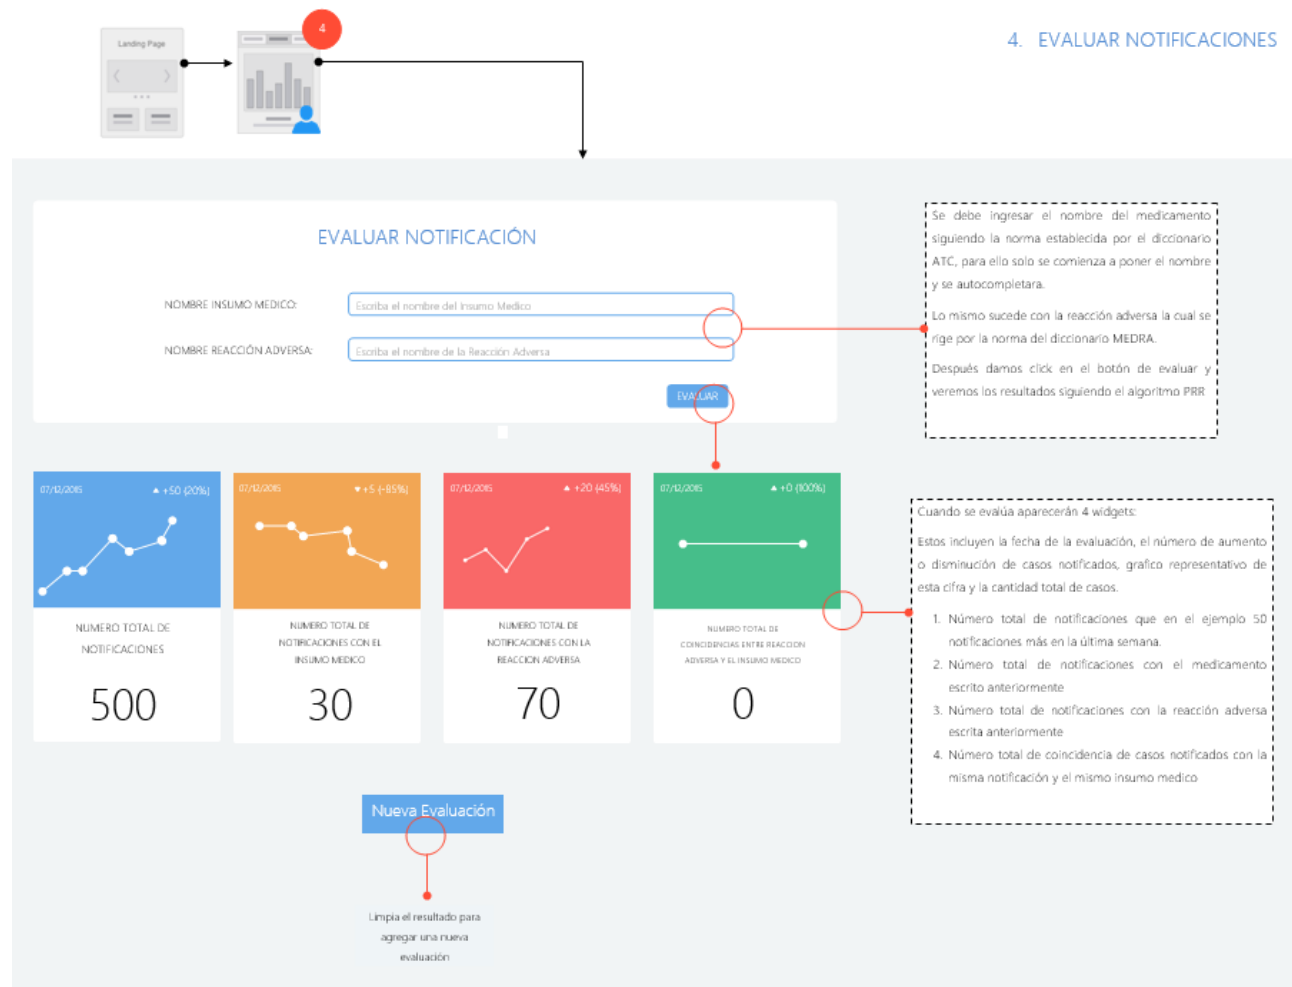 Landing Page
4
4. EVALUAR NOTIFICACIONES
EVALUAR NOTIFICACIÓN
NOMBRE INSUMO MEDICO:
Escriba el nombre del Insumo Medico
NOMBRE REACCIÓN ADVERSA:
Escriba el nombre de la Reacción Adversa
EVALUAR
Se debe ingresar el nombre del medicamento
siguiendo la norma establecida por el diccionario
ATC, para ello solo se comienza a poner el nombre
y se autocompletara.
Lo mismo sucede con la reacción adversa la cual se
rige por la norma del diccionario MEDRA.
Después damos click en el botón de evaluar y
veremos los resultados siguiendo el algoritmo PRR
07/12/2015
▲ +50 (20%)
NUMERO TOTAL DE
NOTIFICACIONES
500
07/12/2015
▼ +5 (-85%)
NUMERO TOTAL DE
NOTIFICACIONES CON EL
INSUMO MEDICO
30
07/12/2015
▲ +20 (45%)
NUMERO TOTAL DE
NOTIFICACIONES CON LA
REACCION ADVERSA
70
07/12/2015
▲ +0 (100%)
NUMERO TOTAL DE
COINCIDENCIAS ENTRE REACCION
ADVERSA Y EL INSUMO MEDICO
0
Cuando se evalúa aparecerán 4 widgets:
Estos incluyen la fecha de la evaluación, el número de aumento
o disminución de casos notificados, grafico representativo de
esta cifra y la cantidad total de casos.
1. Número total de notificaciones que en el ejemplo 50
notificaciones más en la última semana.
2. Número total de notificaciones con el medicamento
escrito anteriormente
3. Número total de notificaciones con la reacción adversa
escrita anteriormente
4. Número total de coincidencia de casos notificados con la
misma notificación y el mismo insumo medico
Nueva Evaluación
Limpia el resultado para
agregar una nueva
evaluación